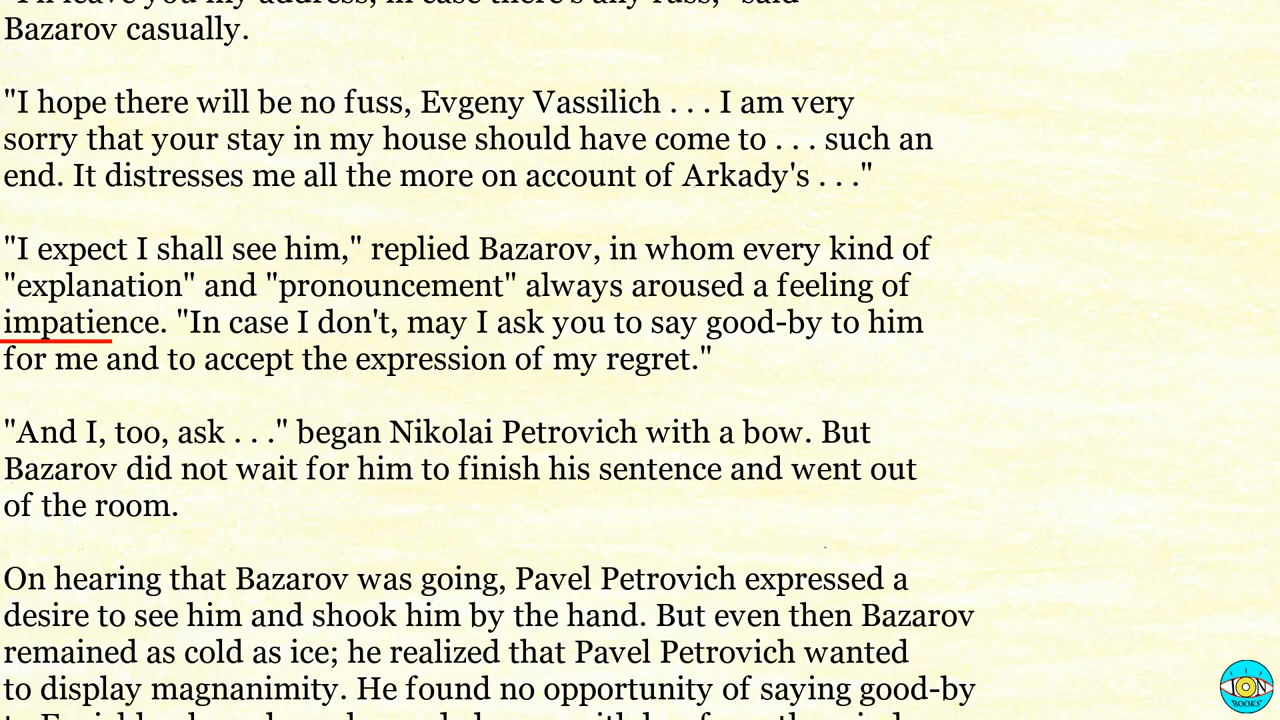 Bazarov casually.
"I hope there will be no fuss, Evgeny Vassilich . . . I am very
sorry that your stay in my house should have come to . . . such an
end. It distresses me all the more on account of Arkady's . . ."
"I expect I shall see him," replied Bazarov, in whom every kind of
"explanation" and "pronouncement" always aroused a feeling of
impatience. "In case I don't, may I ask you to say good-by to him
for me and to accept the expression of my regret."
"And I, too, ask . . ." began Nikolai Petrovich with a bow. But
Bazarov did not wait for him to finish his sentence and went out
of the room.
On hearing that Bazarov was going, Pavel Petrovich expressed a
desire to see him and shook him by the hand. But even then Bazarov
remained as cold as ice; he realized that Pavel Petrovich wanted
to display magnanimity. He found no opportunity of saying good-by
ION
BOOKS